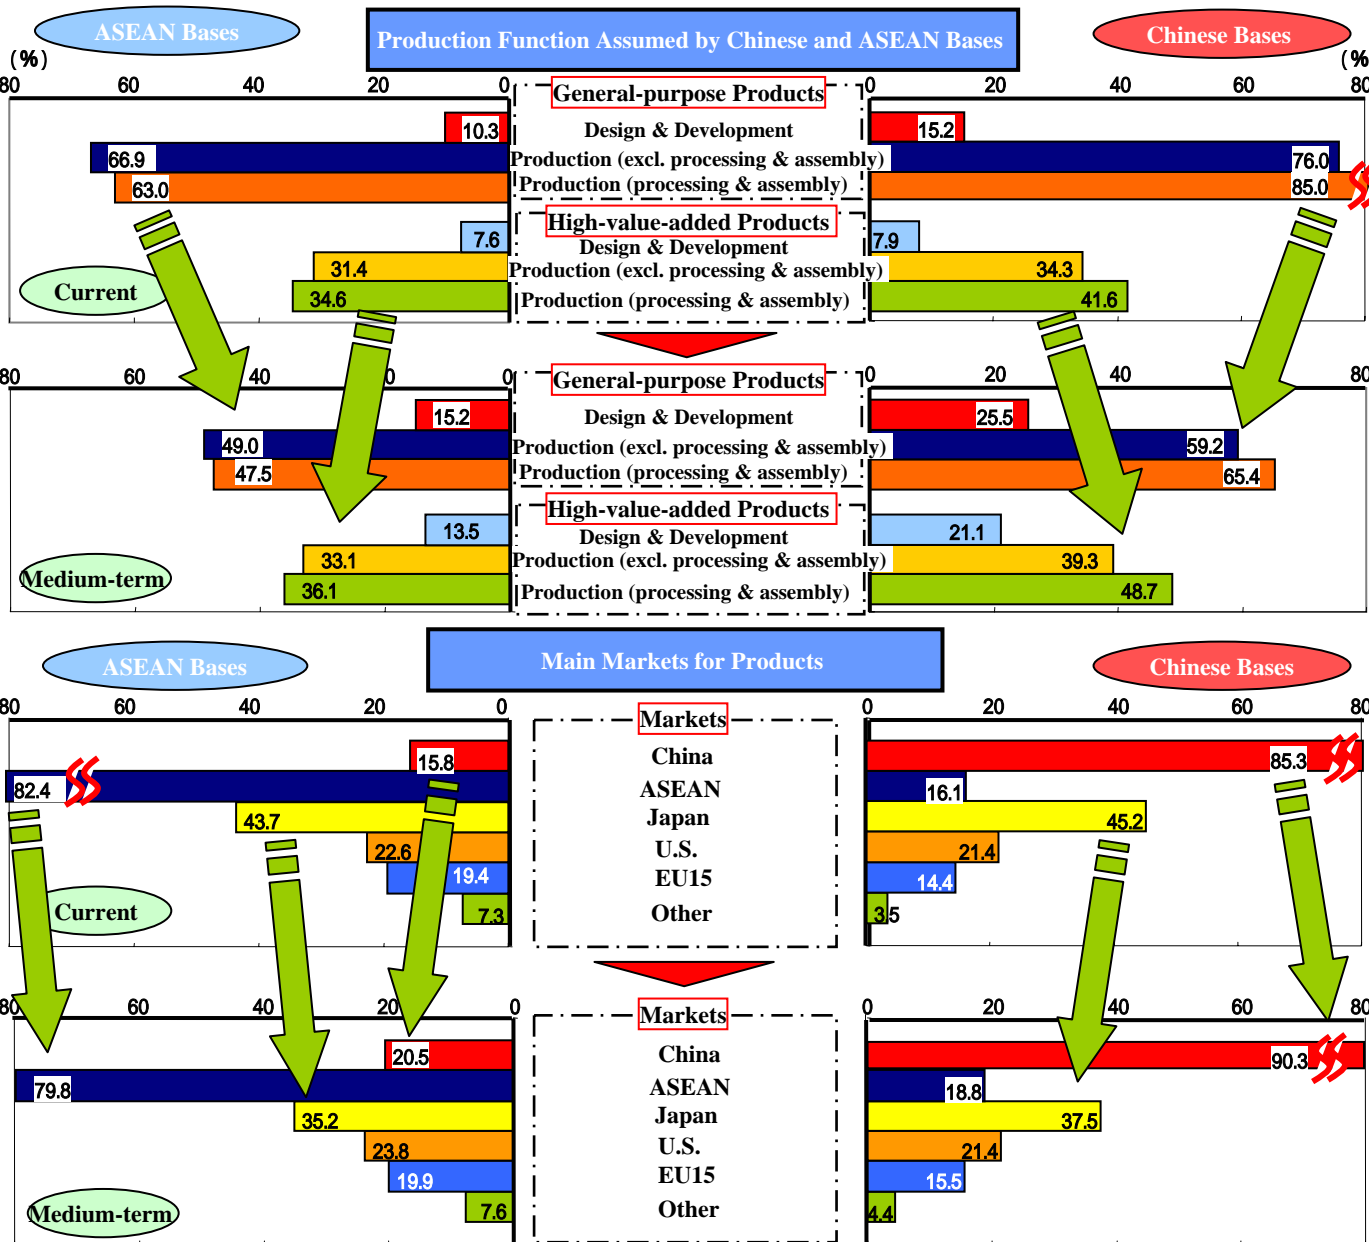 ASEAN Bases
Production Function Assumed by Chinese and ASEAN Bases
Chinese Bases
(%)
(%
80 60 40 20 0
0 20 40 60 80
General-purpose Products
10.3 Design & Development 15.2
66.9 Production (excl. processing & assembly) 76.0
63.0 Production (processing & assembly) 85.0
High-value-added Products
7.6 Design & Development 7.9
31.4 Production (excl. processing & assembly) 34.3
34.6 Production (processing & assembly) 41.6
Current
80 60 40 20 0
0 20 40 60 80
General-purpose Products
15.2 Design & Development 25.5
49.0 Production (excl. processing & assembly) 59.2
47.5 Production (processing & assembly) 65.4
High-value-added Products
13.5 Design & Development 21.1
33.1 Production (excl. processing & assembly) 39.3
36.1 Production (processing & assembly) 48.7
Medium-term
ASEAN Bases
Main Markets for Products
Chinese Bases
80 60 40 20 0
0 20 40 60 80
Markets
15.8 China 85.3
82.4 ASEAN 16.1
43.7 Japan 45.2
22.6 U.S. 21.4
19.4 EU15 14.4
7.3 Other 3.5
Current
80 60 40 20 0
0 20 40 60 80
Markets
20.5 China 90.3
79.8 ASEAN 18.8
35.2 Japan 37.5
23.8 U.S. 21.4
19.9 EU15 15.5
7.6 Other 4.4
Medium-term